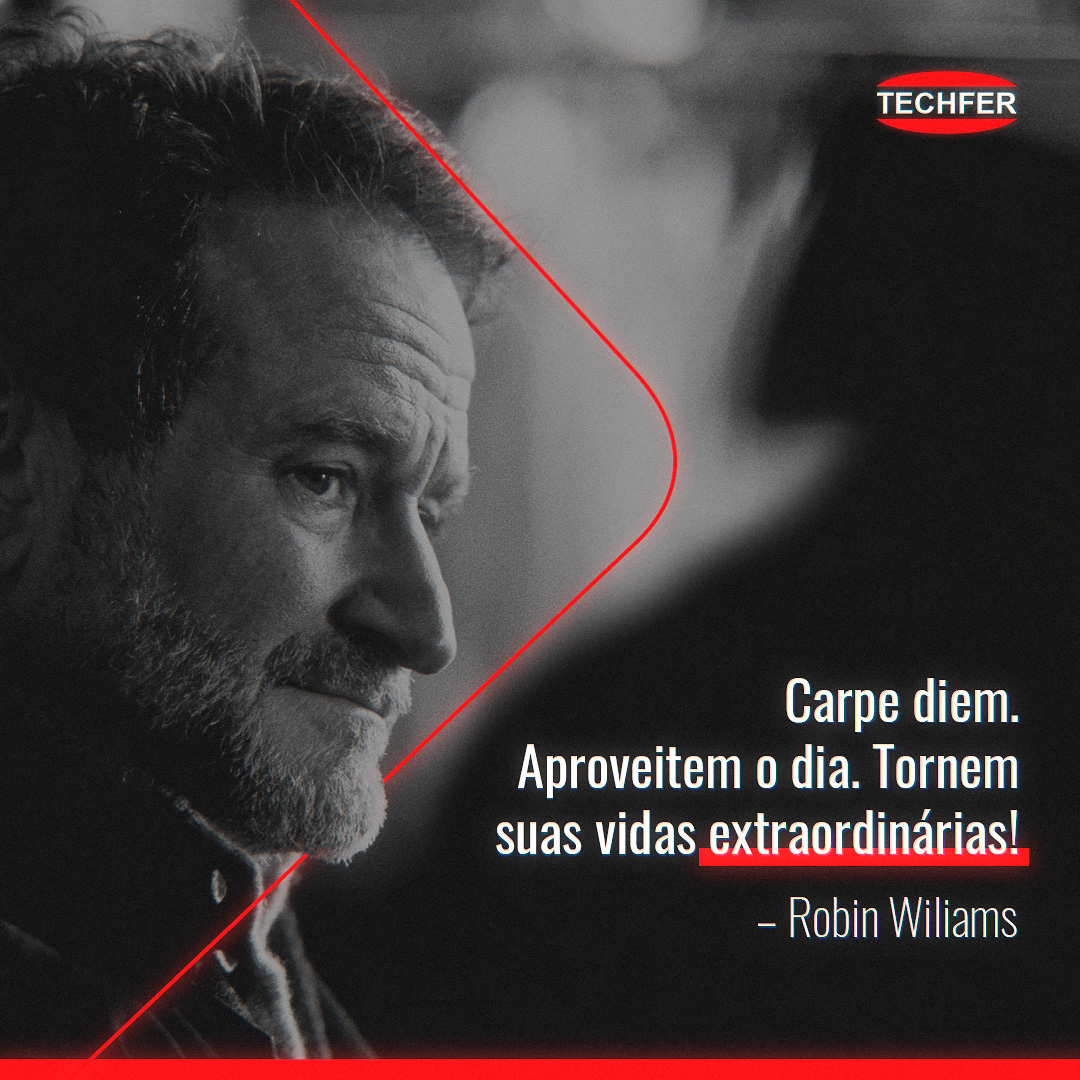 TECHFER
Carpe diem.
Aproveitem o dia. Tornem
suas vidas extraordinárias!
– Robin Wiliams